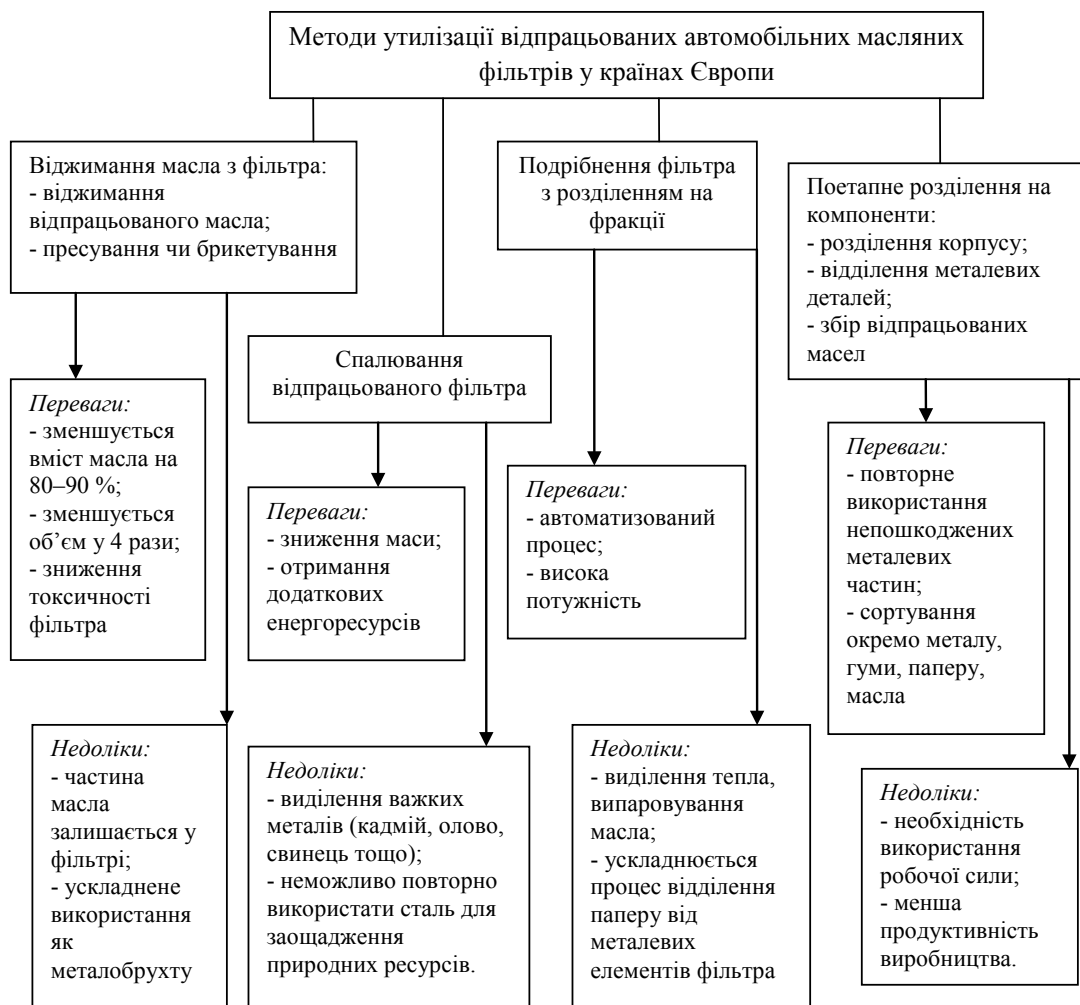 Методи утилізації відпрацьованих автомобільних масляних
фільтрів у країнах Європи
Віджимання масла з фільтра:
- віджимання
відпрацьованого масла;
- пресування чи брикетування
Переваги:
- зменшується
вміст масла на
80–90 %;
- зменшується
об’єм у 4 рази;
- зниження
токсичності
фільтра
Недоліки:
- частина
масла
залишається у
фільтрі;
- ускладнене
використання
як
металобрухту
Спалювання
відпрацьованого фільтра
Переваги:
- зниження маси;
- отримання
додаткових
енергоресурсів
Недоліки:
- виділення важких
металів (кадмій, олово,
свинець тощо);
- неможливо повторно
використати сталь для
заощадження
природних ресурсів.
Подрібнення фільтра
з розділенням на
фракції
Переваги:
- автоматизований
процес;
- висока
потужність
Недоліки:
- виділення тепла,
випаровування
масла;
- ускладнюється
процес відділення
паперу від
металевих
елементів фільтра
Поетапне розділення на
компоненти:
- розділення корпусу;
- відділення металевих
деталей;
- збір відпрацьованих
масел
Переваги:
- повторне
використання
непошкоджених
металевих
частин;
- сортування
окремо металу,
гуми, паперу,
масла
Недоліки:
- необхідність
використання
робочої сили;
- менша
продуктивність
виробництва.